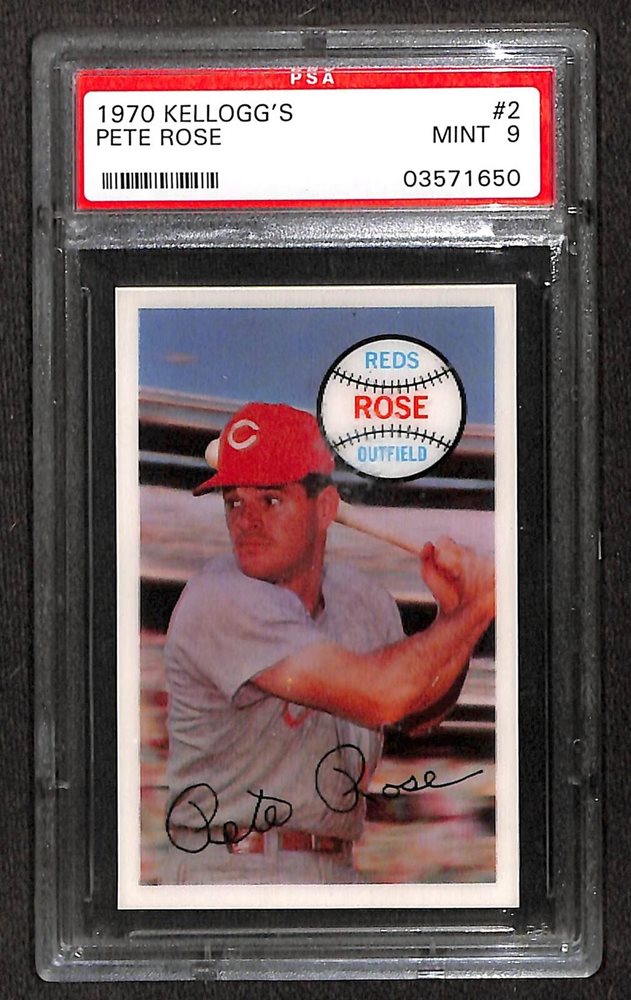 PSA
1970 KELLOGG'S #2
PETE ROSE MINT 9
03571650
REDS
ROSE
OUTFIELD
C
Pete Rose